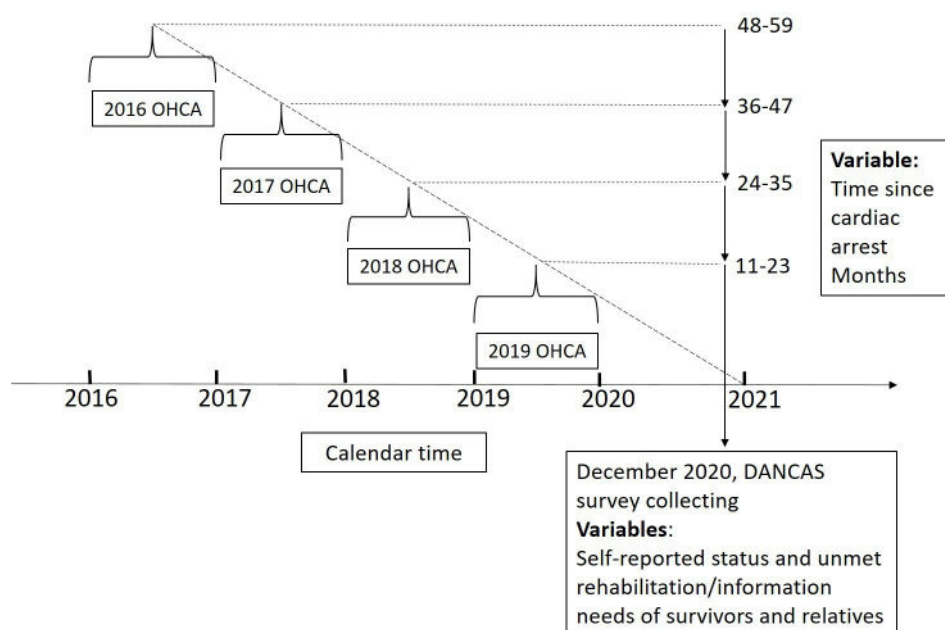 48-59
2016 OHCA
36-47
2017 OHCA
Variable:
Time since
cardiac
arrest
Months
24-35
2018 OHCA
11-23
2019 OHCA
2016
2017
2018
2019
2020
2021
Calendar time
December 2020, DANCAS
survey collecting
Variables:
Self-reported status and unmet
rehabilitation/information
needs of survivors and relatives